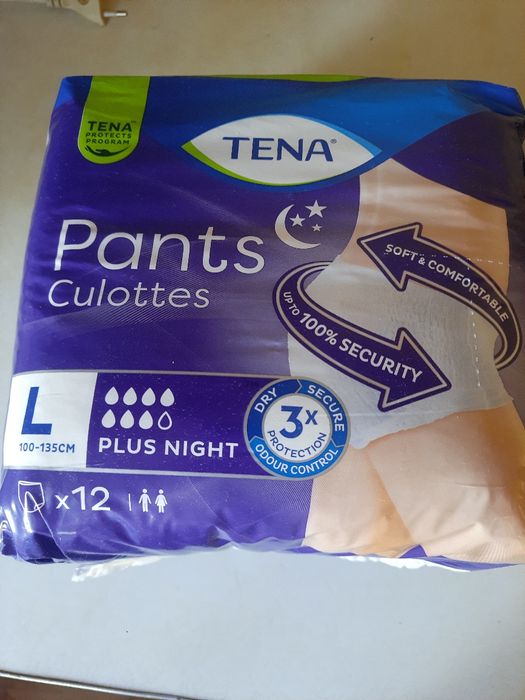 TENA
PROTECTS
PROGRAM
TENA®
Pants
Culottes
SOFT & COMFORTABLE
UP TO 100% SECURITY
L
100-135CM
PLUS NIGHT
DRY SECURE
3X
PROTECTION
ODOUR CONTROL
x12